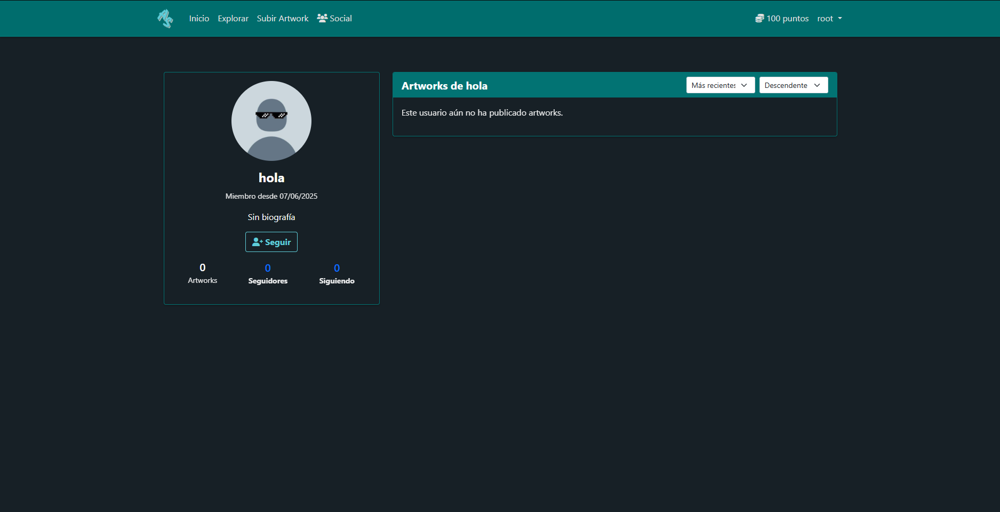 Inicio Explorar Subir Artwork Social 100 puntos root
hola
Miembro desde 07/06/2025
Sin biografía
Seguir
0 0 0
Artworks Seguidores Siguiendo
Artworks de hola Más recientes Descendente
Este usuario aún no ha publicado artworks.